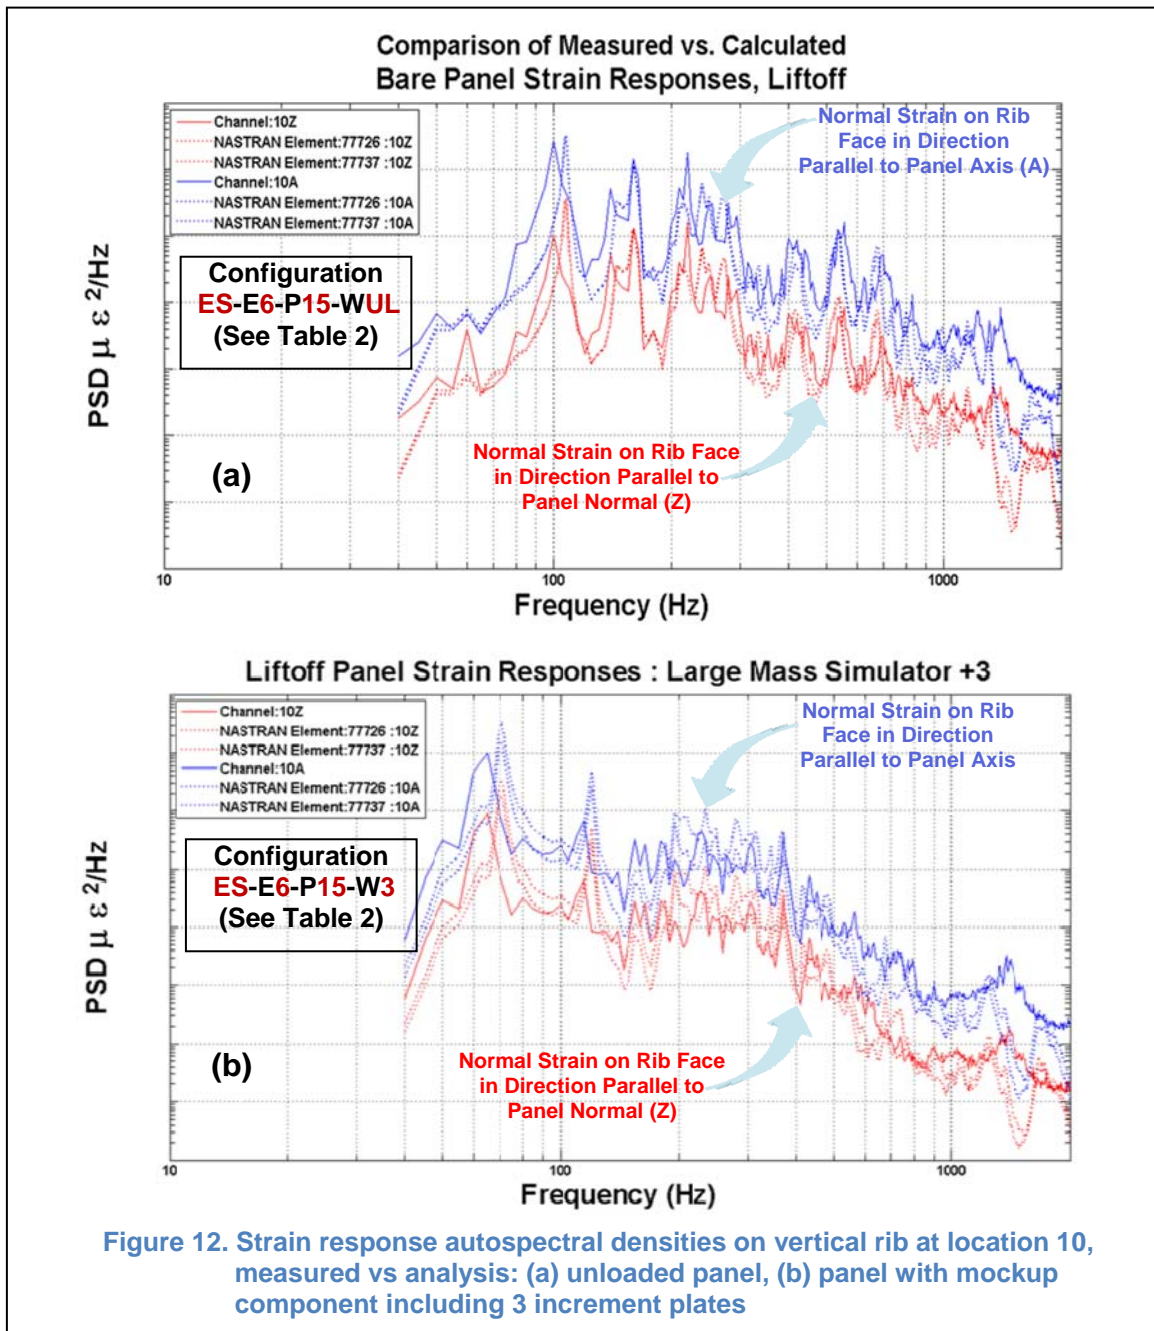 Comparison of Measured vs. Calculated
Bare Panel Strain Responses, Liftoff
Channel:10Z
NASTRAN Element:77726 :10Z
NASTRAN Element:77737 :10Z
Channel:10A
NASTRAN Element:77726 :10A
NASTRAN Element:77737 :10A
Normal Strain on Rib
Face in Direction
Parallel to Panel Axis (A)
Configuration
ES-E6-P15-WUL
(See Table 2)
PSD μ ε 2/Hz
(a)
Normal Strain on Rib Face
in Direction Parallel to
Panel Normal (Z)
10
100
1000
Frequency (Hz)
Liftoff Panel Strain Responses : Large Mass Simulator +3
Channel:10Z
NASTRAN Element:77726 :10Z
NASTRAN Element:77737 :10Z
Channel:10A
NASTRAN Element:77726 :10A
NASTRAN Element:77737 :10A
Normal Strain on Rib
Face in Direction
Parallel to Panel Axis
Configuration
ES-E6-P15-W3
(See Table 2)
PSD μ ε 2/Hz
(b)
Normal Strain on Rib Face
in Direction Parallel to
Panel Normal (Z)
10
100
1000
Frequency (Hz)
Figure 12. Strain response autospectral densities on vertical rib at location 10,
measured vs analysis: (a) unloaded panel, (b) panel with mockup
component including 3 increment plates